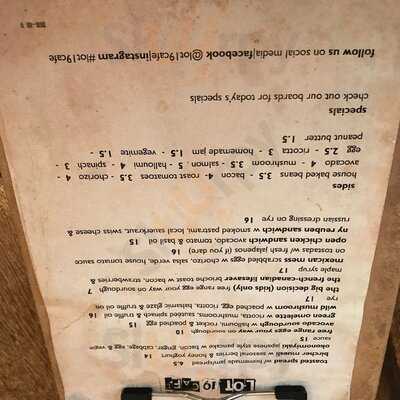 LOT 19 CAFE
toasted spread w/ homemade jam/spreads 6.5
bircher muesli w seasonal berries & honey yoghurt 14
okonomiyaki japanese style pancake w bacon, ginger, cabbage, egg & wasabi
sauce 15
free range eggs your way on sourdough 10
avocado sourdough w haloumi, rocket & poached egg 15
green omelette w ricotta, mushrooms, sautéed spinach & truffle oil 16
wild mushroom w poached egg, ricotta, balsamic glaze & truffle oil on
rye 17
the big decision (kids only) free range egg your way on sourdough 7
the french-canadian lifesaver brioche toast w bacon, strawberries &
maple syrup 17
mexican mess scrabbled eggs w chorizo, salsa verde, house tomato sauce
on tostadas w/ fresh jalapeno (if you dare) 16
open chicken sandwich avocado, tomato & basil oil 15
ny reuben sandwich w smoked pastrami, local sauerkraut, swiss cheese &
russian dressing on rye 16
sides
house baked beans 3.5 - bacon 4 - roast tomatoes 3.5 - chorizo 4 -
avocado 4 - mushroom 3.5 - salmon 5 - halloumi 4 - spinach 3 -
egg 2.5 - ricotta 3 - homemade jam 1.5 - vegemite 1.5 -
peanut butter 1.5
specials
check out our boards for today's specials
follow us on social media|facebook @lot19cafe|instagram #lot19cafe